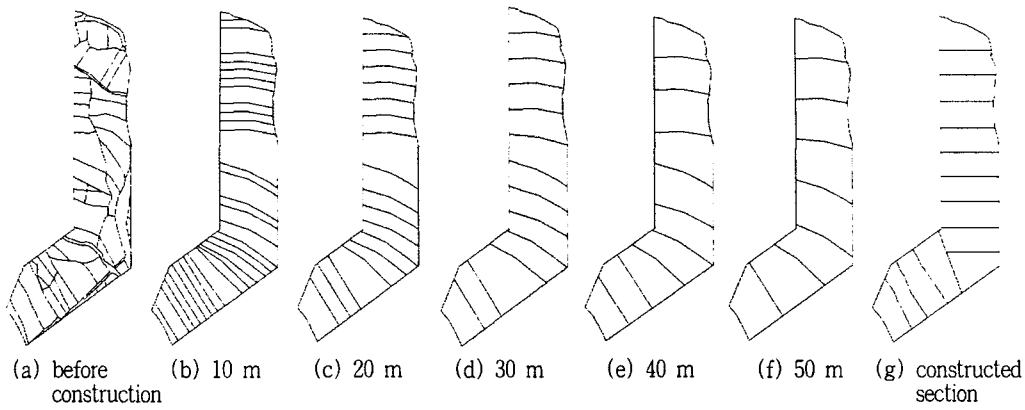 (a) before construction
(b) 10 m
(c) 20 m
(d) 30 m
(e) 40 m
(f) 50 m
(g) constructed section